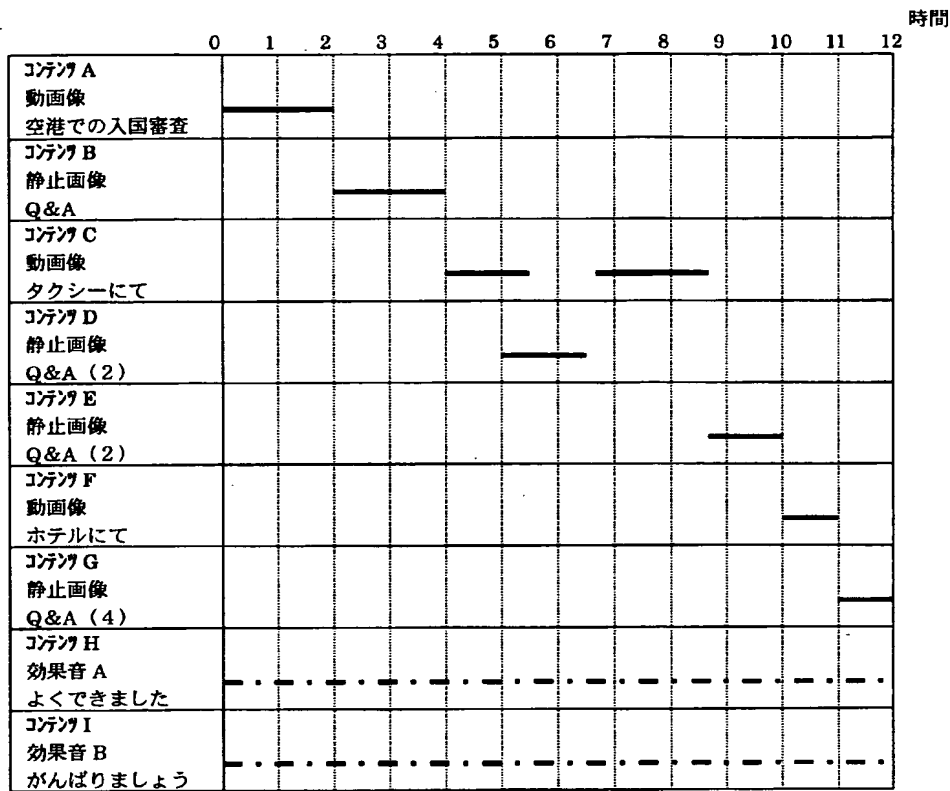 時間
0 1 2 3 4 5 6 7 8 9 10 11 12
コンテンツ A
動画像
空港での入国審査
コンテンツ B
静止画像
Q&A
コンテンツ C
動画像
タクシーにて
コンテンツ D
静止画像
Q&A(2)
コンテンツ E
静止画像
Q&A(2)
コンテンツ F
動画像
ホテルにて
コンテンツ G
静止画像
Q&A(4)
コンテンツ H
効果音 A
よくできました
コンテンツ I
効果音 B
がんばりましょう